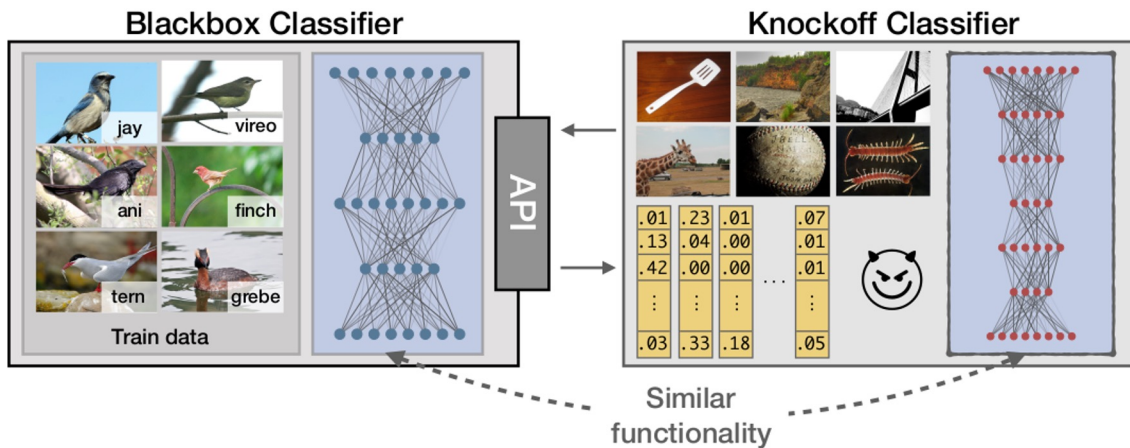 Blackbox Classifier
Knockoff Classifier
jay
vireo
ani
finch
tern
grebe
Train data
API
.01 .23 .01 .07
.13 .04 .00 .01
.42 .00 .00 .01
⋮ ⋮ ⋮ ... ⋮
.03 .33 .18 .05
Similar
functionality